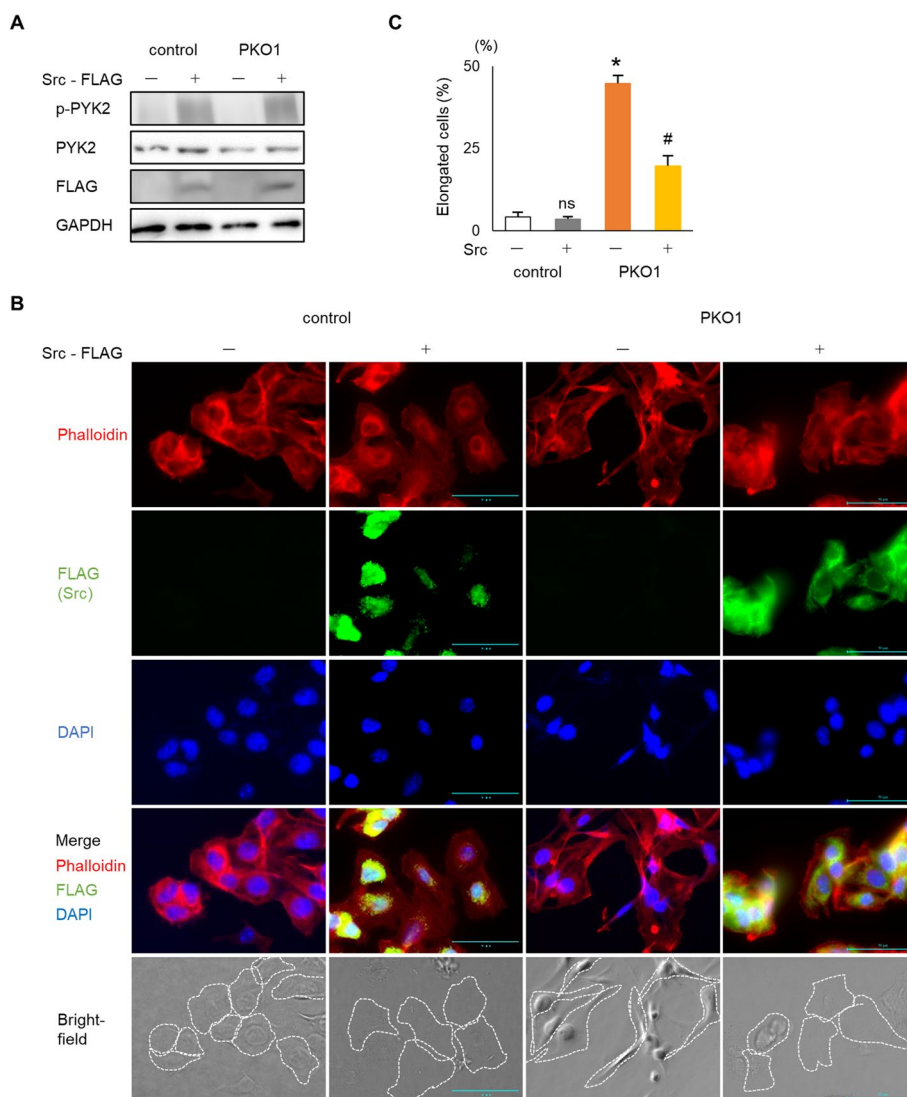 A
control PKO1
Src - FLAG — + — +
p-PYK2
PYK2
FLAG
GAPDH
C
(%)
Elongated cells (%)
50
25
0
ns
*
#
Src — + — +
control PKO1
B
control PKO1
Src - FLAG — + — +
Phalloidin
FLAG
(Src)
DAPI
Merge
Phalloidin
FLAG
DAPI
Bright-
field